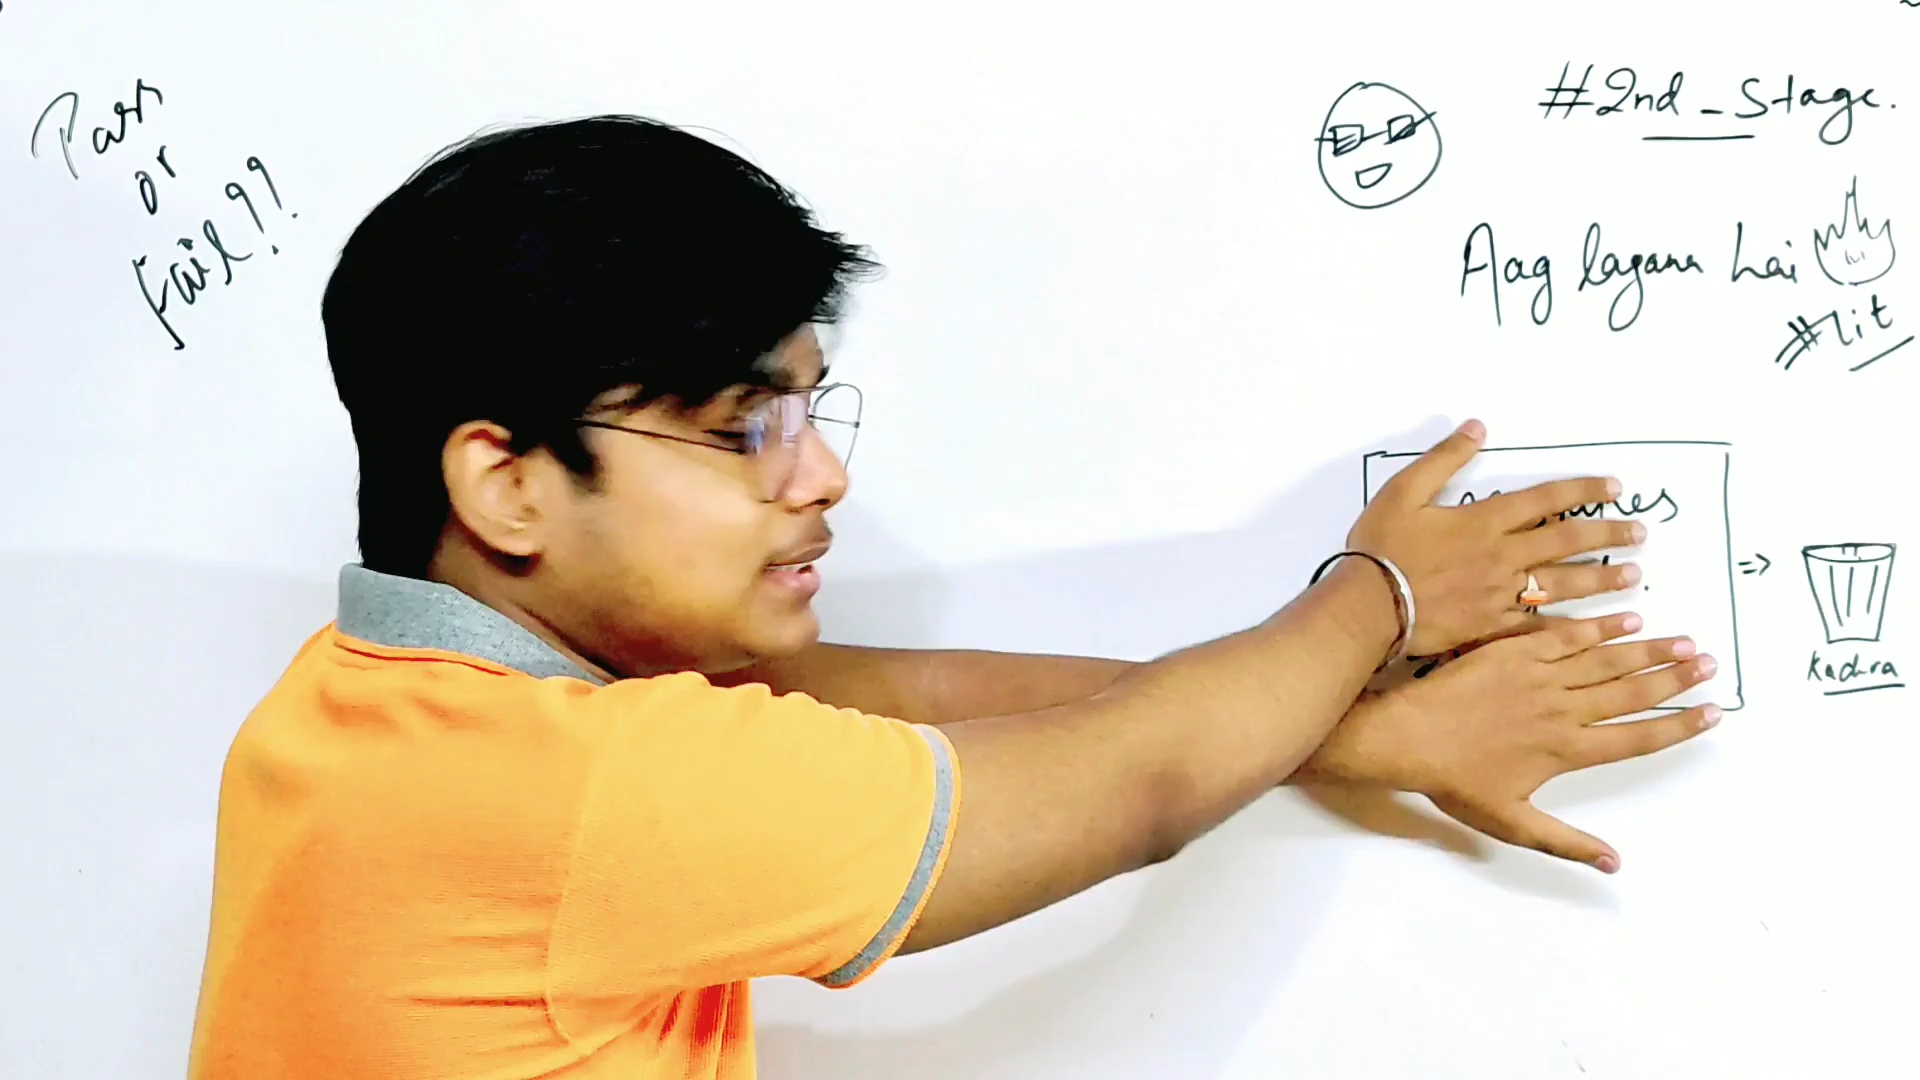 Pass
or
Fail??
#2nd_Stage.
Aag lagana hai
#lit
=>
Kachra